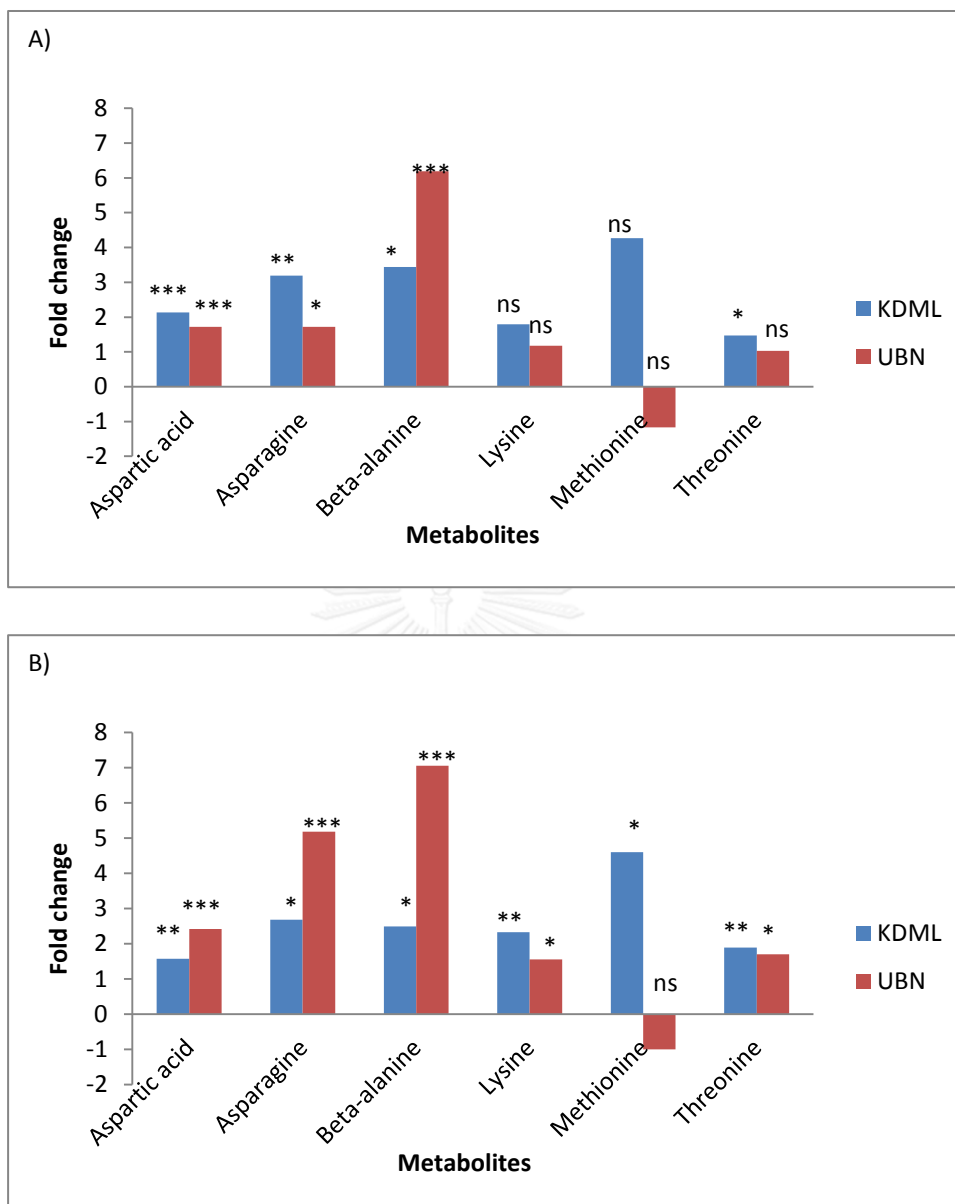 A)
8
7
6
5
4
3
2
1
0
-1
-2
Fold change
*** *** ** * * *** ns ns ns ns * ns
Aspartic acid Asparagine Beta-alanine Lysine Methionine Threonine
Metabolites
KDML
UBN
B)
8
7
6
5
4
3
2
1
0
-1
-2
Fold change
** *** * *** * *** ** * * ns ** *
Aspartic acid Asparagine Beta-alanine Lysine Methionine Threonine
Metabolites
KDML
UBN